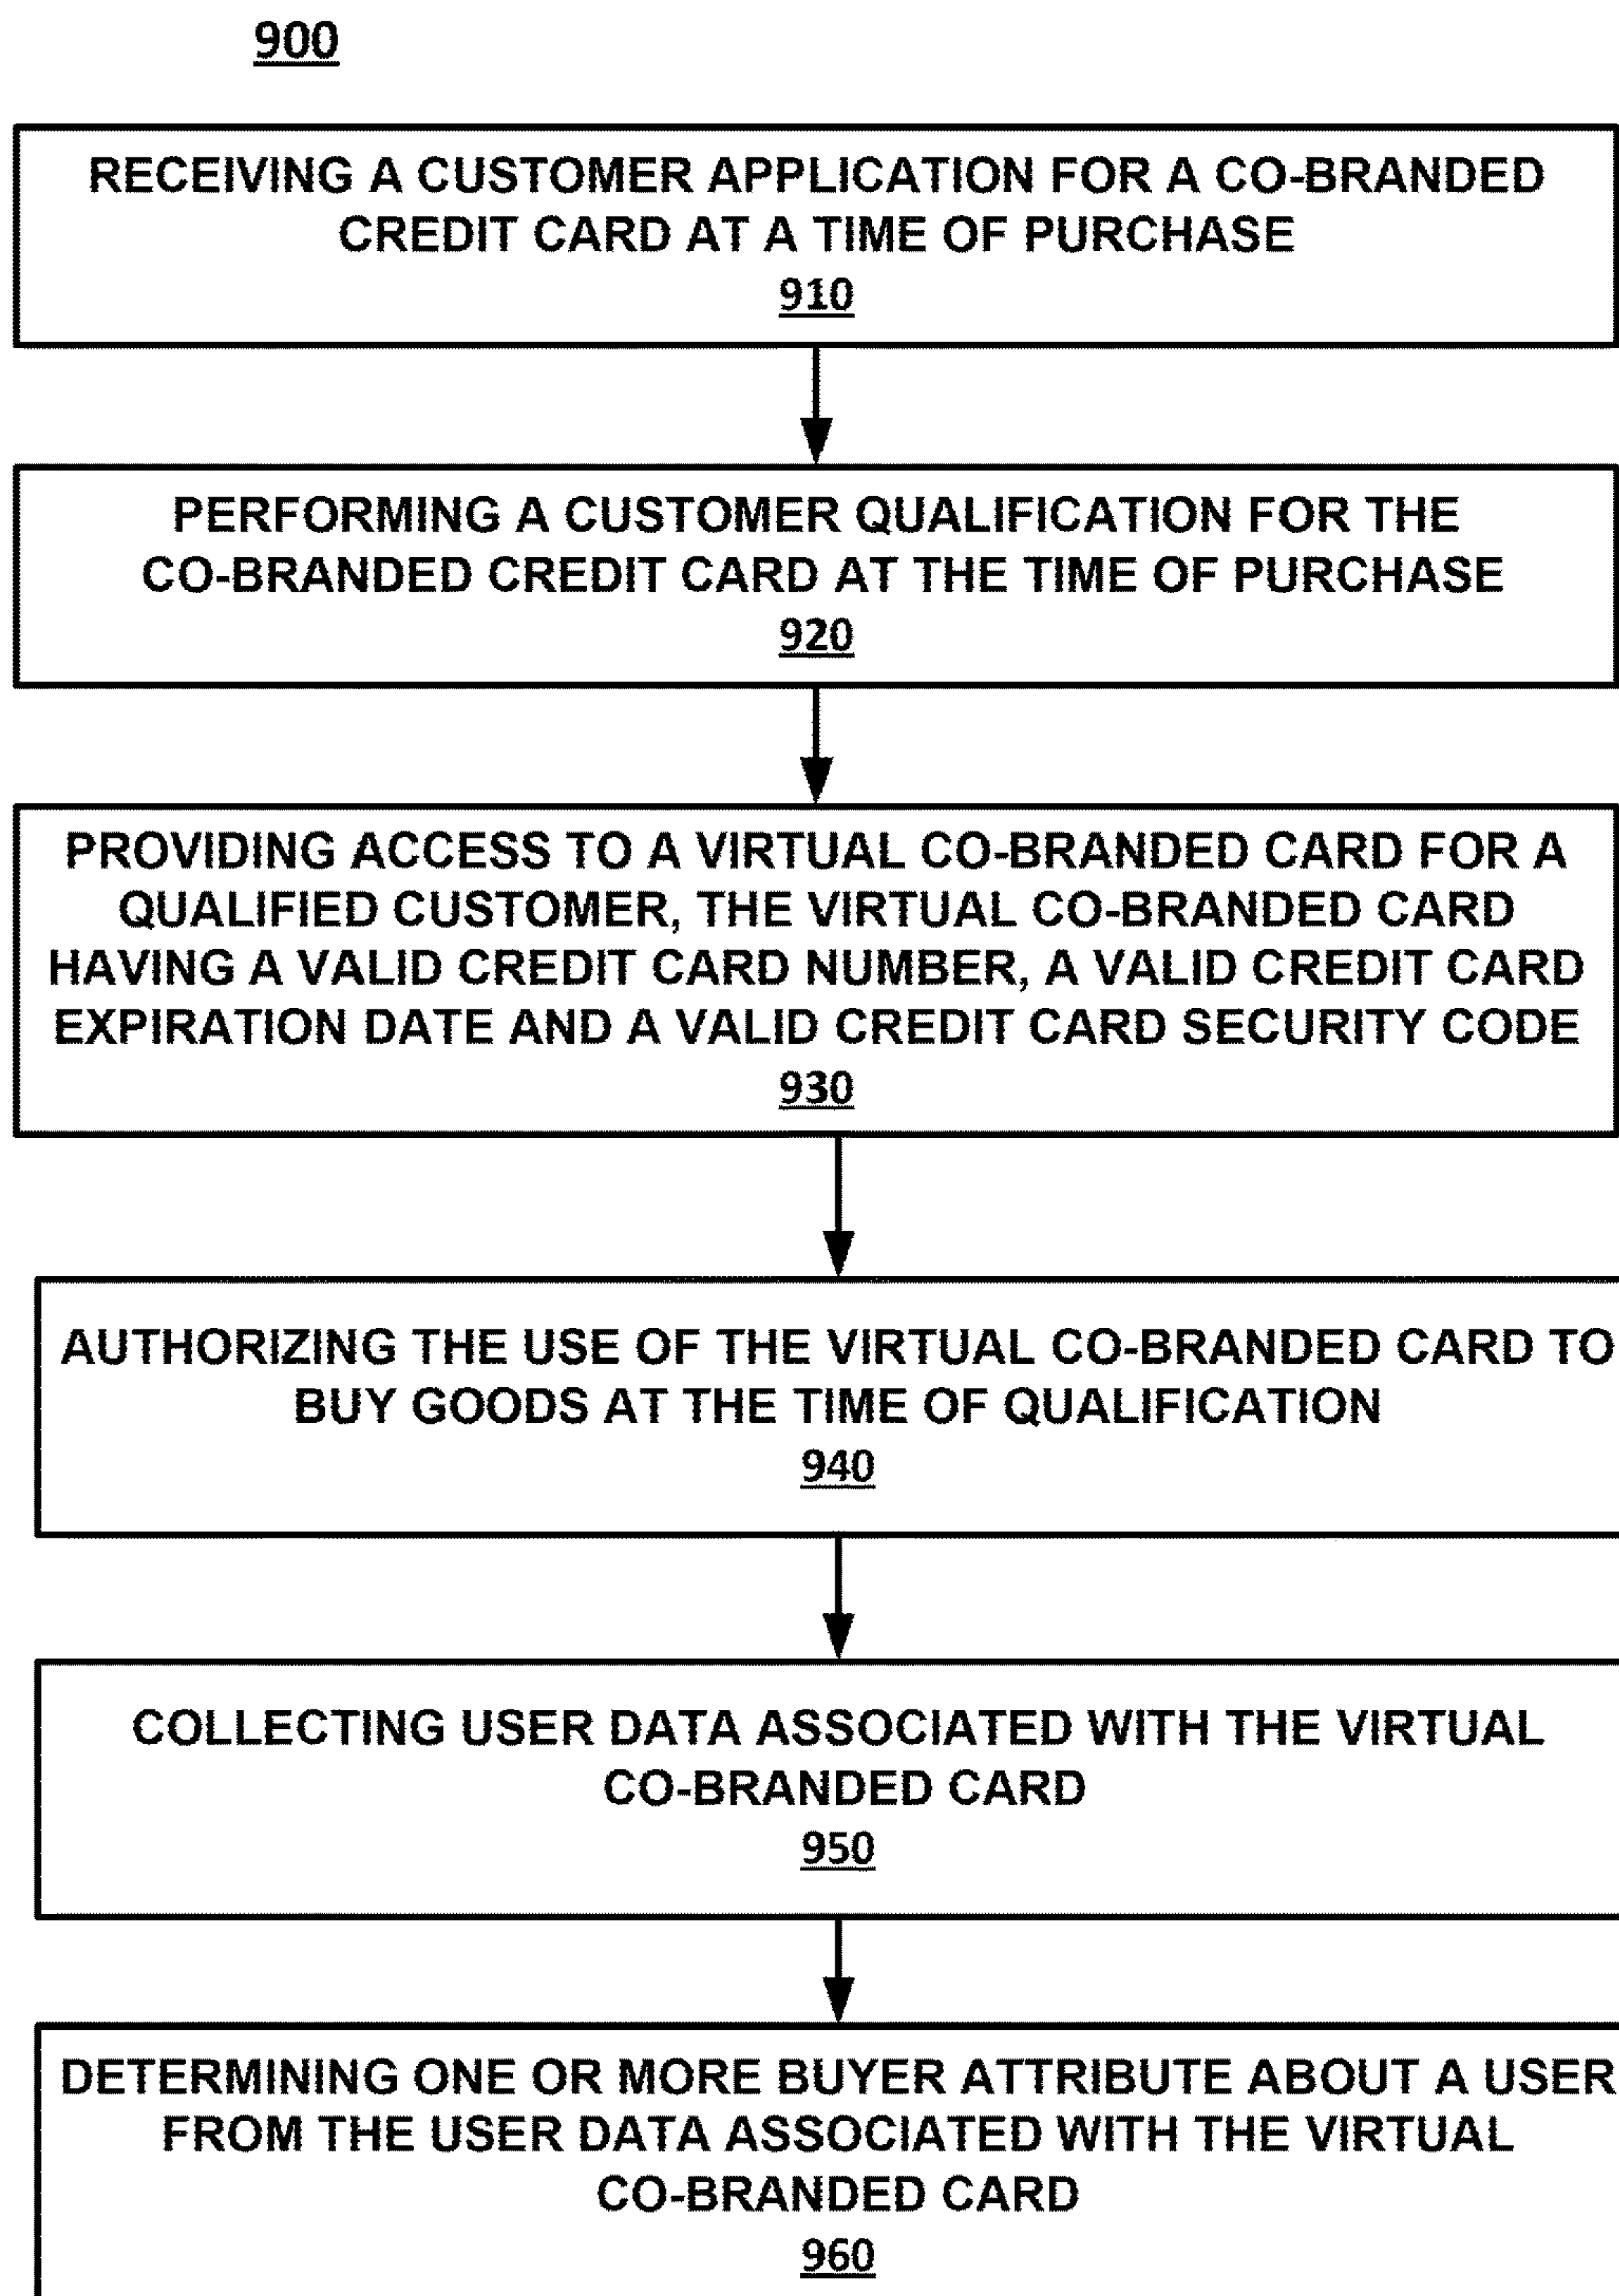 900
RECEIVING A CUSTOMER APPLICATION FOR A CO-BRANDED
CREDIT CARD AT A TIME OF PURCHASE
910
PERFORMING A CUSTOMER QUALIFICATION FOR THE
CO-BRANDED CREDIT CARD AT THE TIME OF PURCHASE
920
PROVIDING ACCESS TO A VIRTUAL CO-BRANDED CARD FOR A
QUALIFIED CUSTOMER, THE VIRTUAL CO-BRANDED CARD
HAVING A VALID CREDIT CARD NUMBER, A VALID CREDIT CARD
EXPIRATION DATE AND A VALID CREDIT CARD SECURITY CODE
930
AUTHORIZING THE USE OF THE VIRTUAL CO-BRANDED CARD TO
BUY GOODS AT THE TIME OF QUALIFICATION
940
COLLECTING USER DATA ASSOCIATED WITH THE VIRTUAL
CO-BRANDED CARD
950
DETERMINING ONE OR MORE BUYER ATTRIBUTE ABOUT A USER
FROM THE USER DATA ASSOCIATED WITH THE VIRTUAL
CO-BRANDED CARD
960